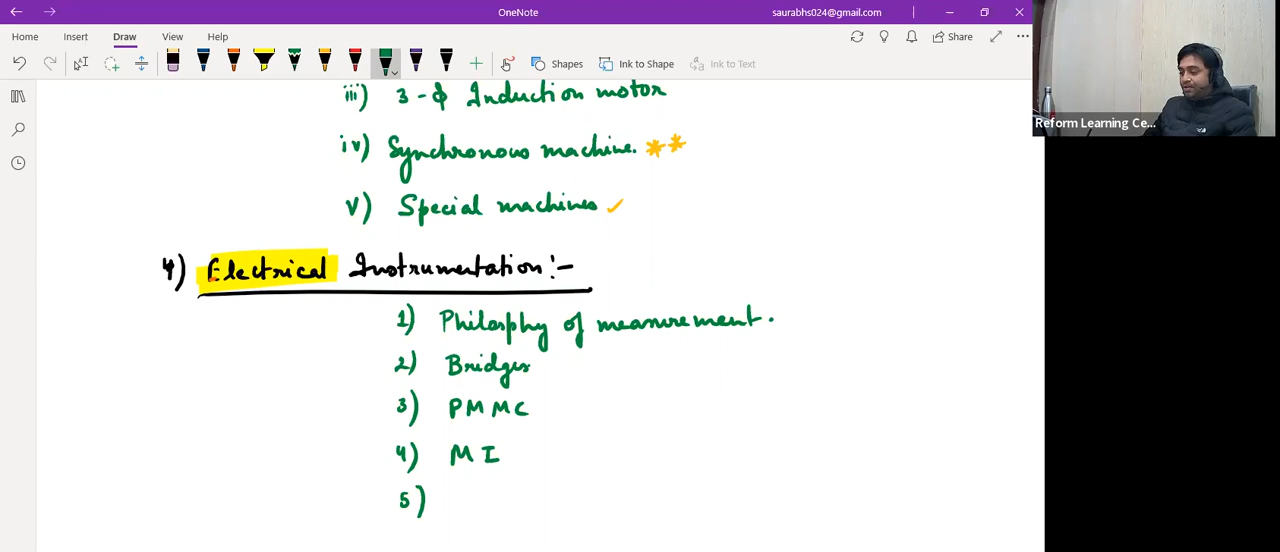 OneNote
saurabhs024@gmail.com
Home Insert Draw View Help
Share
Shapes Ink to Shape Ink to Text
iii) 3-ϕ Induction motor
iv) Synchronous machine. **
v) Special machines ✓
4) Electrical Instrumentation :-
1) Philosphy of measurement.
2) Bridges
3) PMMC
4) MI
5)
Reform Learning Ce...